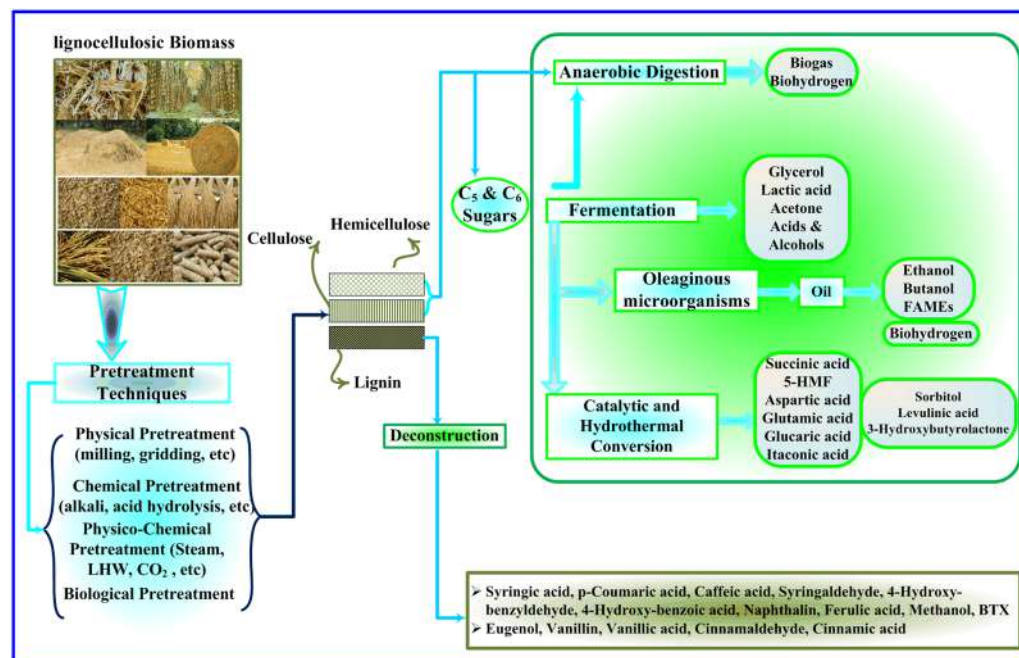 lignocellulosic Biomass
Pretreatment
Techniques
Physical Pretreatment
(milling, gridding, etc)
Chemical Pretreatment
(alkali, acid hydrolysis, etc)
Physico-Chemical
Pretreatment (Steam,
LHW, CO₂ , etc)
Biological Pretreatment
Cellulose
Hemicellulose
Lignin
C₅ & C₆
Sugars
Deconstruction
Anaerobic Digestion
Biogas
Biohydrogen
Fermentation
Glycerol
Lactic acid
Acetone
Acids &
Alcohols
Oleaginous
microorganisms
Oil
Ethanol
Butanol
FAMEs
Biohydrogen
Catalytic and
Hydrothermal
Conversion
Succinic acid
5-HMF
Aspartic acid
Glutamic acid
Glucaric acid
Itaconic acid
Sorbitol
Levulinic acid
3-Hydroxybutyrolactone
➢ Syringic acid, p-Coumaric acid, Caffeic acid, Syringaldehyde, 4-Hydroxy-
benzyldehyde, 4-Hydroxy-benzoic acid, Naphthalin, Ferulic acid, Methanol, BTX
➢ Eugenol, Vanillin, Vanillic acid, Cinnamaldehyde, Cinnamic acid